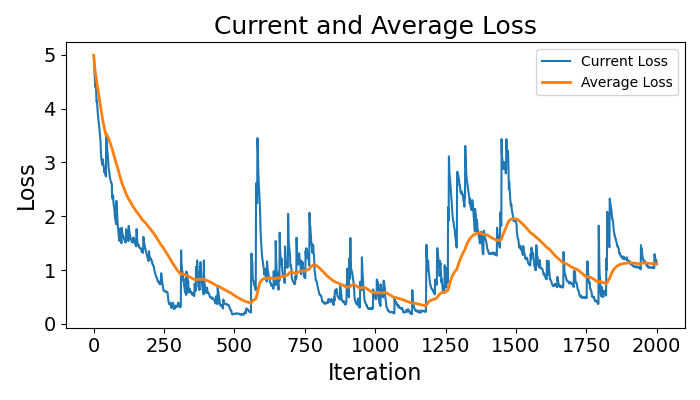 Current and Average Loss
Loss
5
4
3
2
1
0
Current Loss
Average Loss
0 250 500 750 1000 1250 1500 1750 2000
Iteration